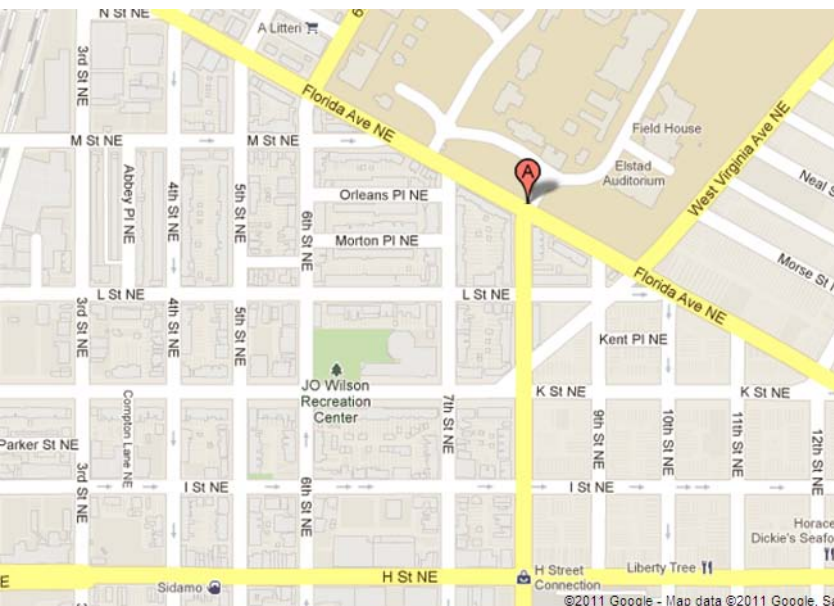 N St NE
A Litteri
6
3rd St NE
Florida Ave NE
M St NE
M St NE
Field House
Elstad
Auditorium
West Virginia Ave NE
Neal S
Abbey Pl NE
4th St NE
5th St NE
6th St NE
Orleans Pl NE
A
Morton Pl NE
Morse St
L St NE
L St NE
Florida Ave NE
3rd St NE
4th St NE
5th St NE
Kent Pl NE
JO Wilson
Recreation
Center
K St NE
K St NE
Compton Lane NE
7th St NE
9th St NE
10th St NE
11th St NE
12th St NE
Parker St NE
3rd St NE
6th St NE
I St NE
I St NE
Horace
Dickie's Seafo
E
H St NE
H Street
Connection
Liberty Tree
Sidamo
©2011 Google - Map data ©2011 Google, S